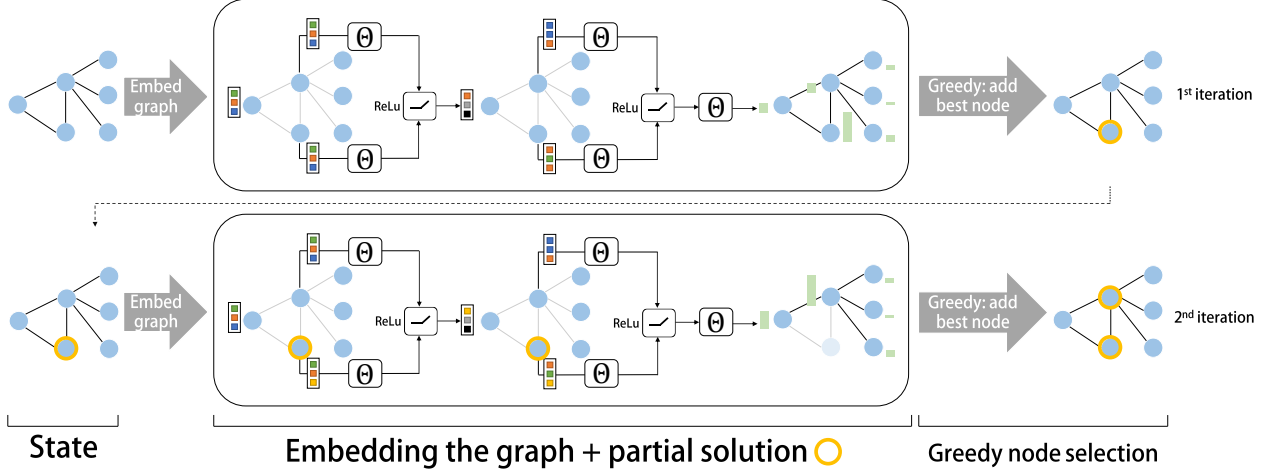 Embed
graph
Θ
Θ
ReLu
Θ
Θ
ReLu
Θ
Greedy: add
best node
1st iteration
Embed
graph
Θ
Θ
ReLu
Θ
Θ
ReLu
Θ
Greedy: add
best node
2nd iteration
State
Embedding the graph + partial solution
Greedy node selection